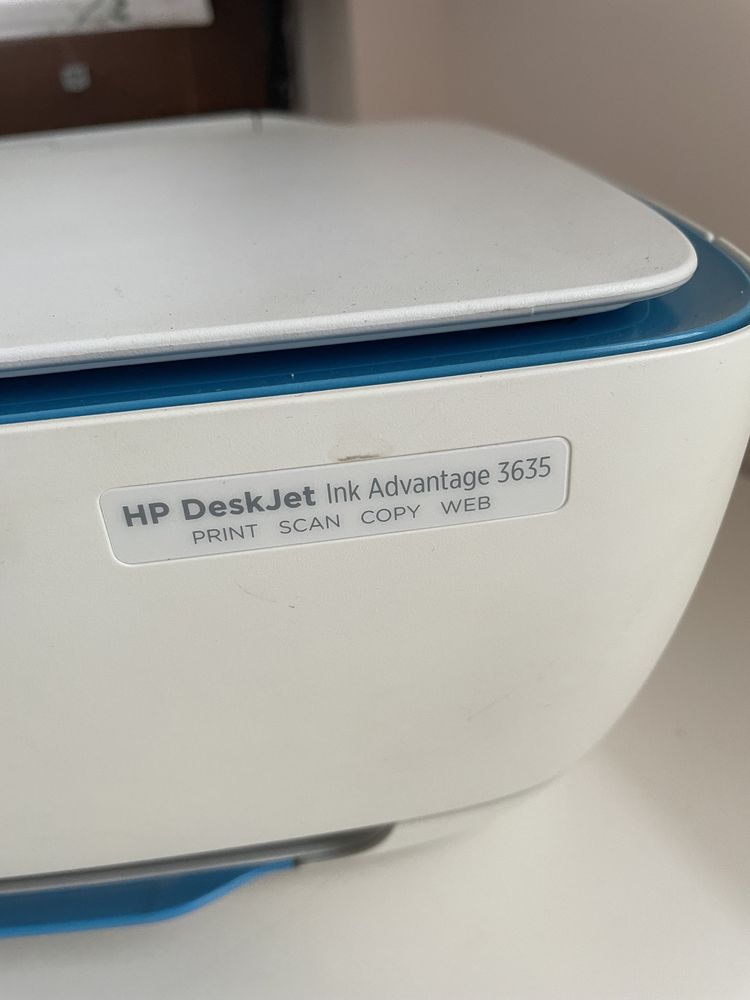 HP DeskJet Ink Advantage 3635
PRINT SCAN COPY WEB